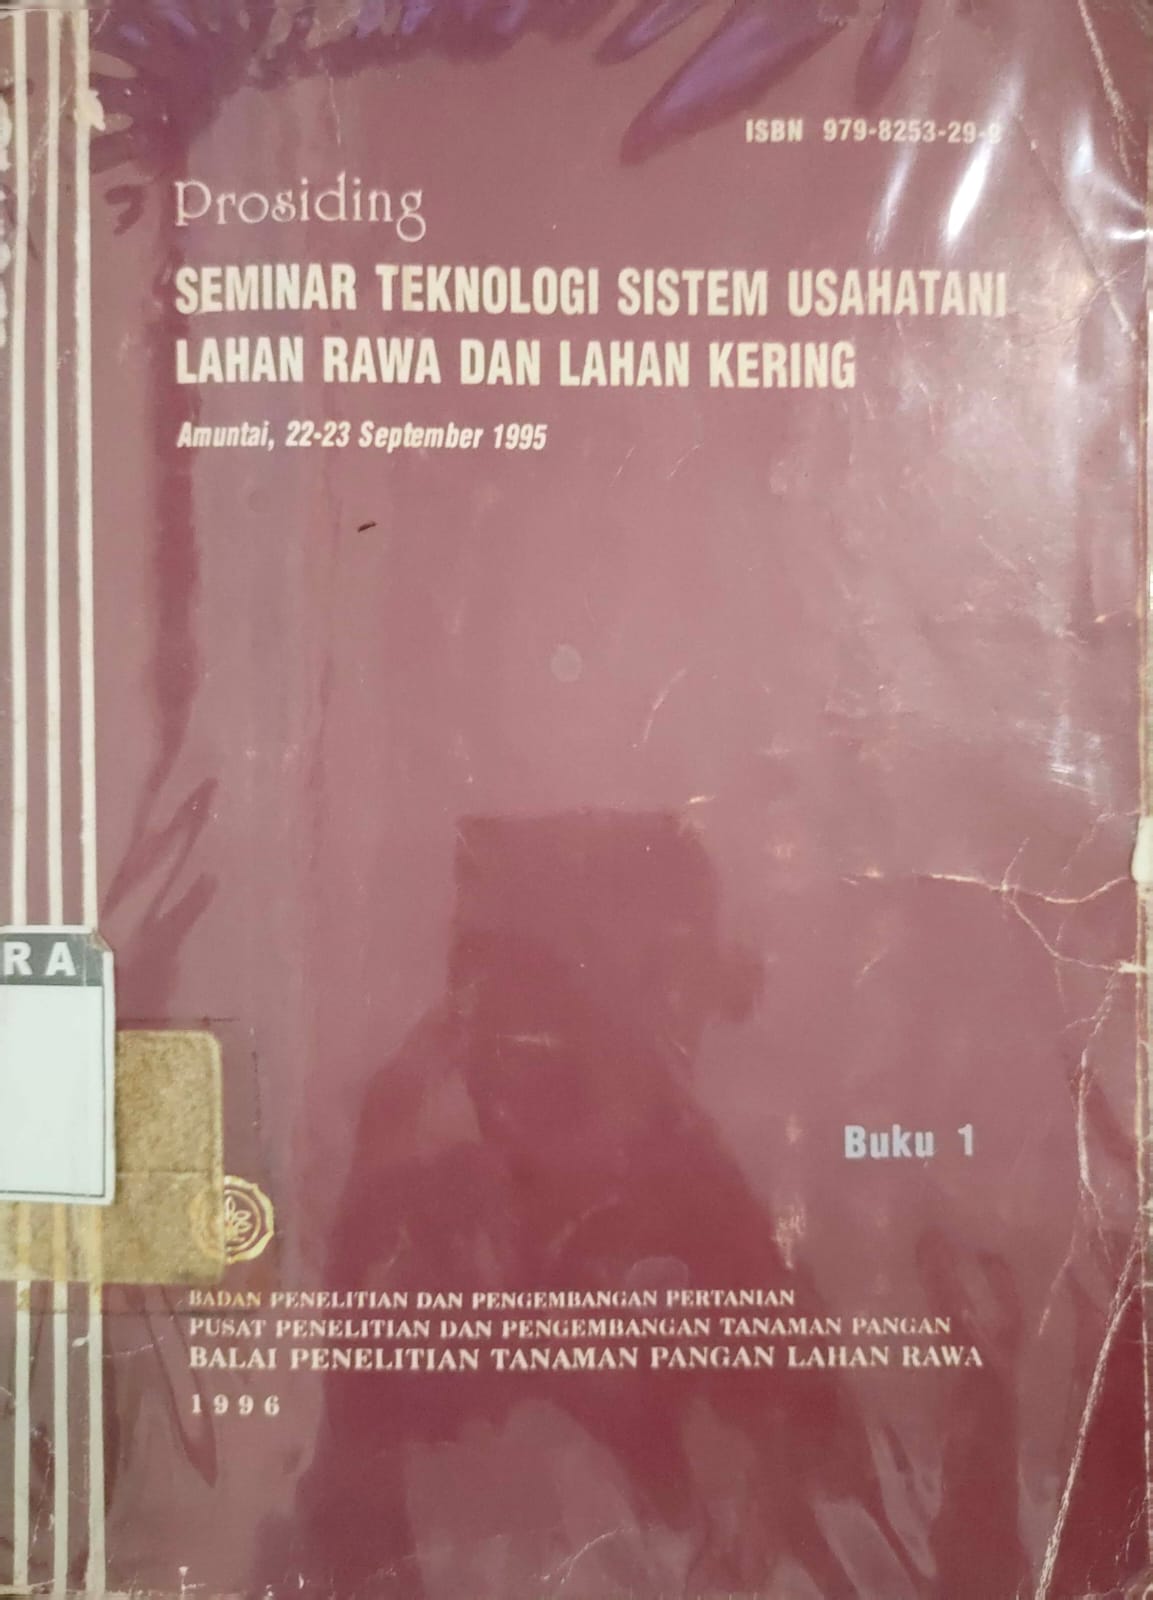 ISBN 979-8253-29-9
Prosiding
SEMINAR TEKNOLOGI SISTEM USAHATANI
LAHAN RAWA DAN LAHAN KERING
Amuntai, 22-23 September 1995
RA
Buku 1
BADAN PENELITIAN DAN PENGEMBANGAN PERTANIAN
PUSAT PENELITIAN DAN PENGEMBANGAN TANAMAN PANGAN
BALAI PENELITIAN TANAMAN PANGAN LAHAN RAWA
1996